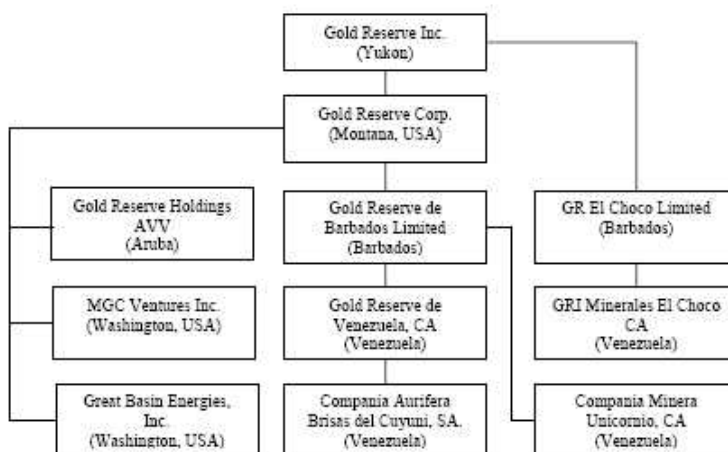 Gold Reserve Inc.
(Yukon)
Gold Reserve Corp.
(Montana, USA)
Gold Reserve Holdings
AVV
(Aruba)
Gold Reserve de
Barbados Limited
(Barbados)
GR El Choco Limited
(Barbados)
MGC Ventures Inc.
(Washington, USA)
Gold Reserve de
Venezuela, CA
(Venezuela)
GRI Minerales El Choco
CA
(Venezuela)
Great Basin Energies,
Inc.
(Washington, USA)
Compania Aurifera
Brisas del Cuyuni, SA.
(Venezuela)
Compania Minera
Unicornio, CA
(Venezuela)